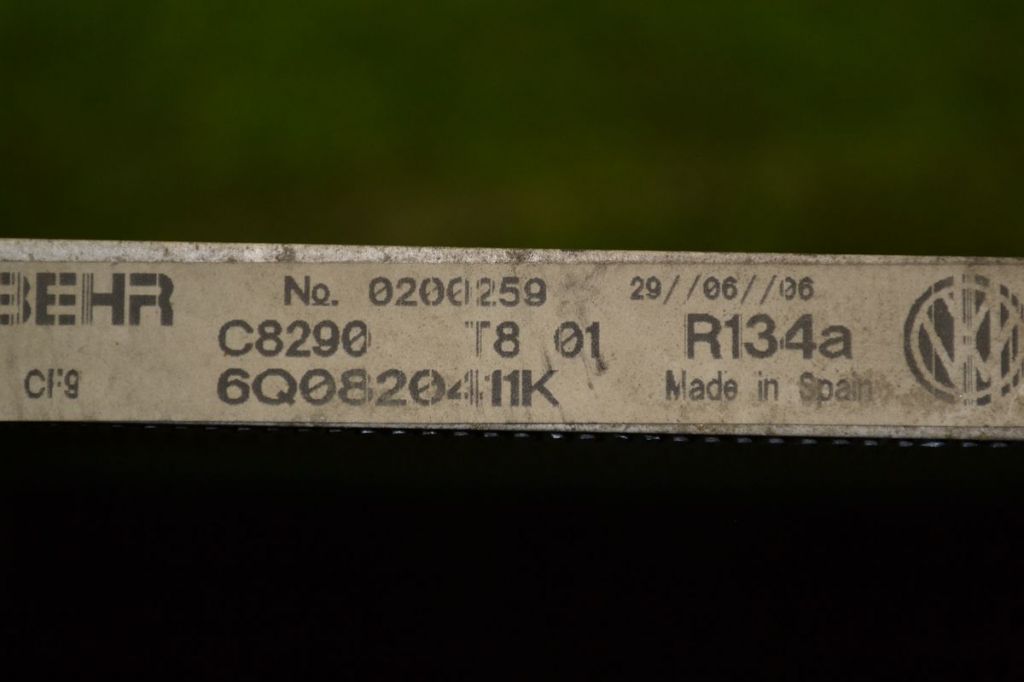 BEHR No. 0200259 29//06//06
C8290 T8 01 R134a
CF9 6Q0820411K Made in Spain